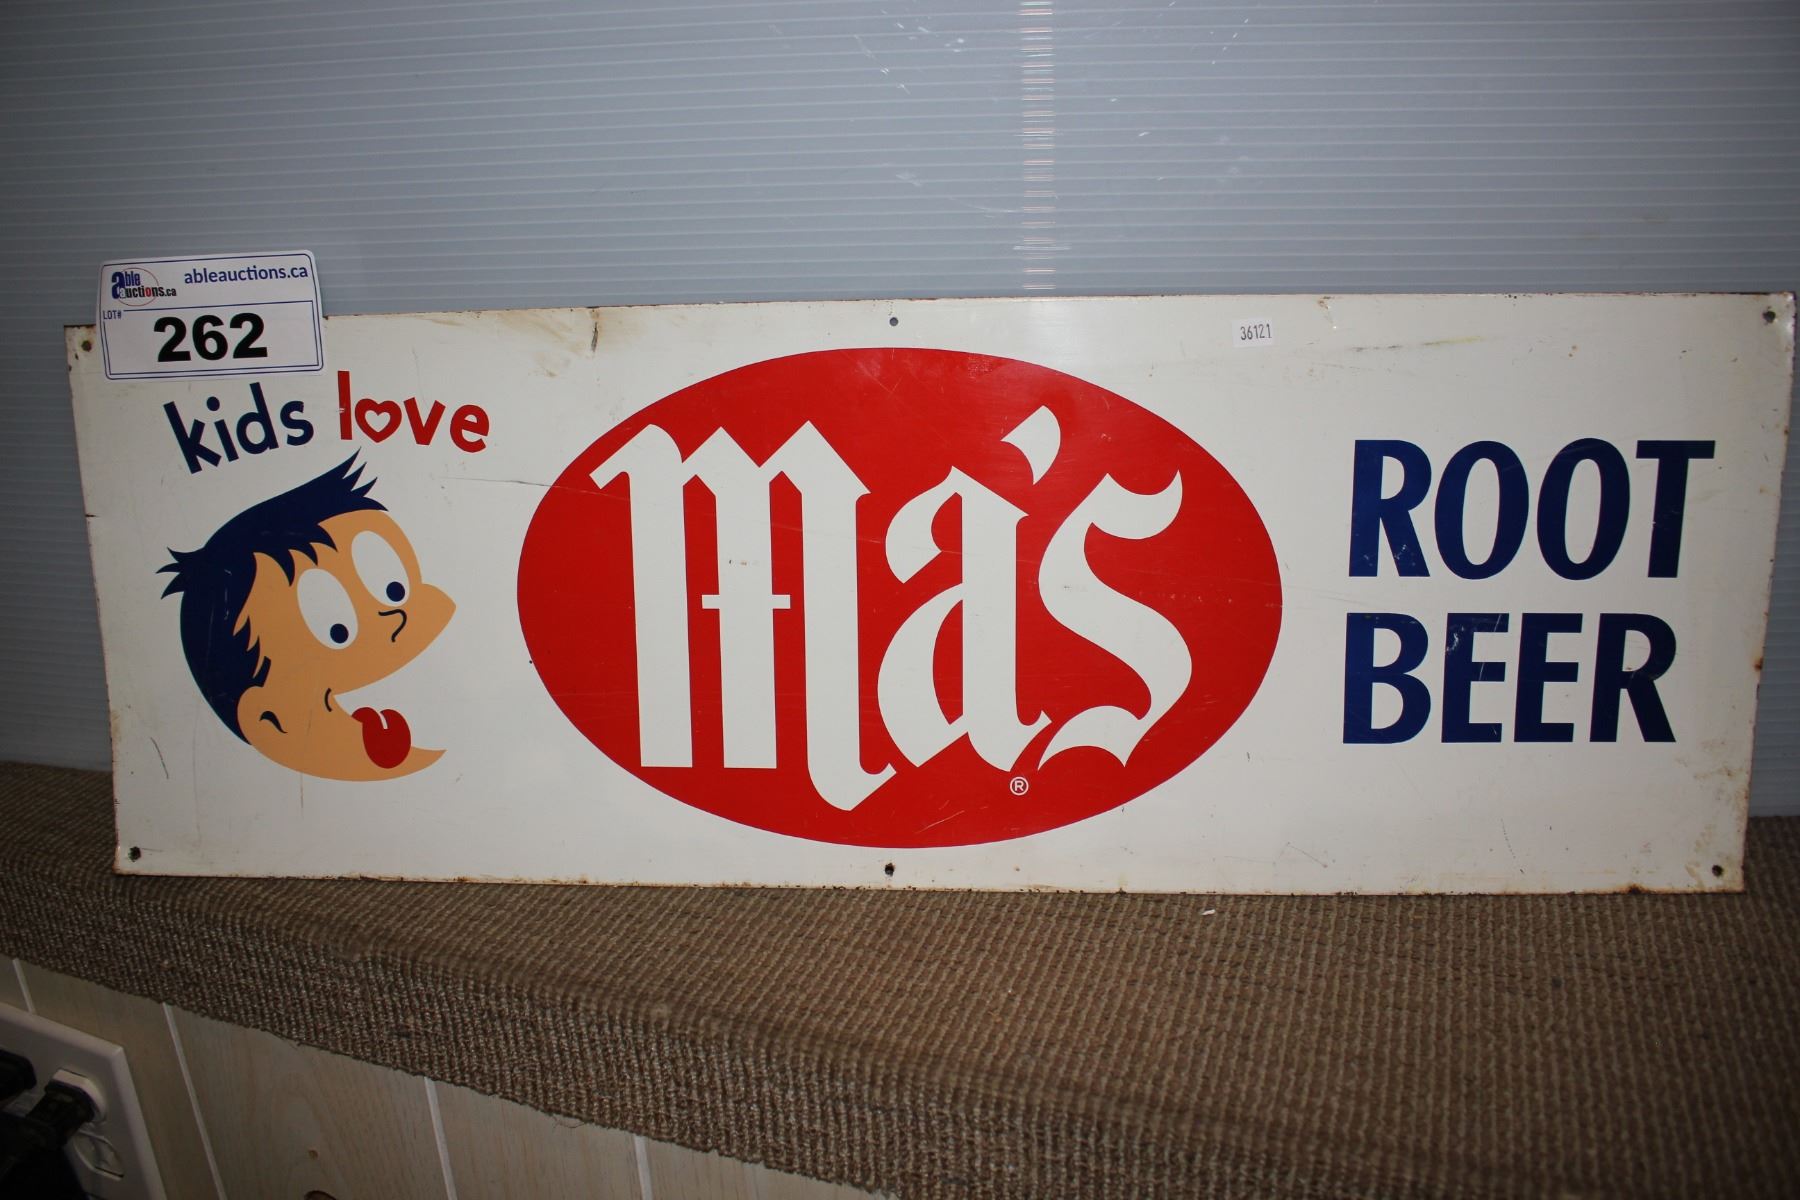 able auctions.ca
ableauctions.ca
LOT#
262
36121
kids love
Ma's
®
ROOT
BEER